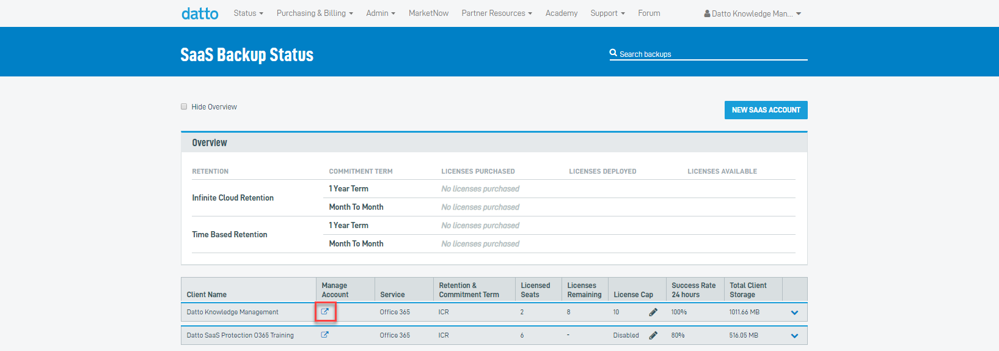 datto Status Purchasing & Billing Admin MarketNow Partner Resources Academy Support Forum Datto Knowledge Man...
SaaS Backup Status
Search backups
Hide Overview
NEW SAAS ACCOUNT
Overview
RETENTION COMMITMENT TERM LICENSES PURCHASED LICENSES DEPLOYED LICENSES AVAILABLE
Infinite Cloud Retention
1 Year Term No licenses purchased
Month To Month No licenses purchased
Time Based Retention
1 Year Term No licenses purchased
Month To Month No licenses purchased
Client Name
Manage Account
Service
Retention & Commitment Term
Licensed Seats
Licenses Remaining
License Cap
Success Rate 24 hours
Total Client Storage
Datto Knowledge Management Office 365 ICR 2 8 10 100% 1011.66 MB
Datto SaaS Protection O365 Training Office 365 ICR 6 - Disabled 80% 516.05 MB